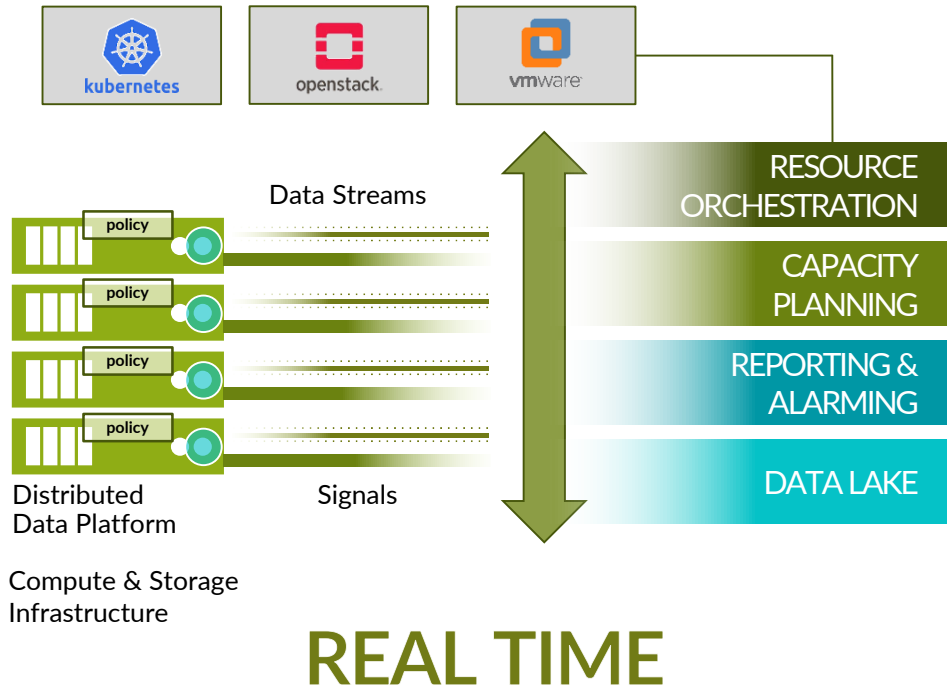 kubernetes
openstack.
vmware
RESOURCE
ORCHESTRATION
Data Streams
policy
CAPACITY
PLANNING
policy
REPORTING &
ALARMING
policy
policy
DATA LAKE
Distributed
Data Platform
Signals
Compute & Storage
Infrastructure
REAL TIME